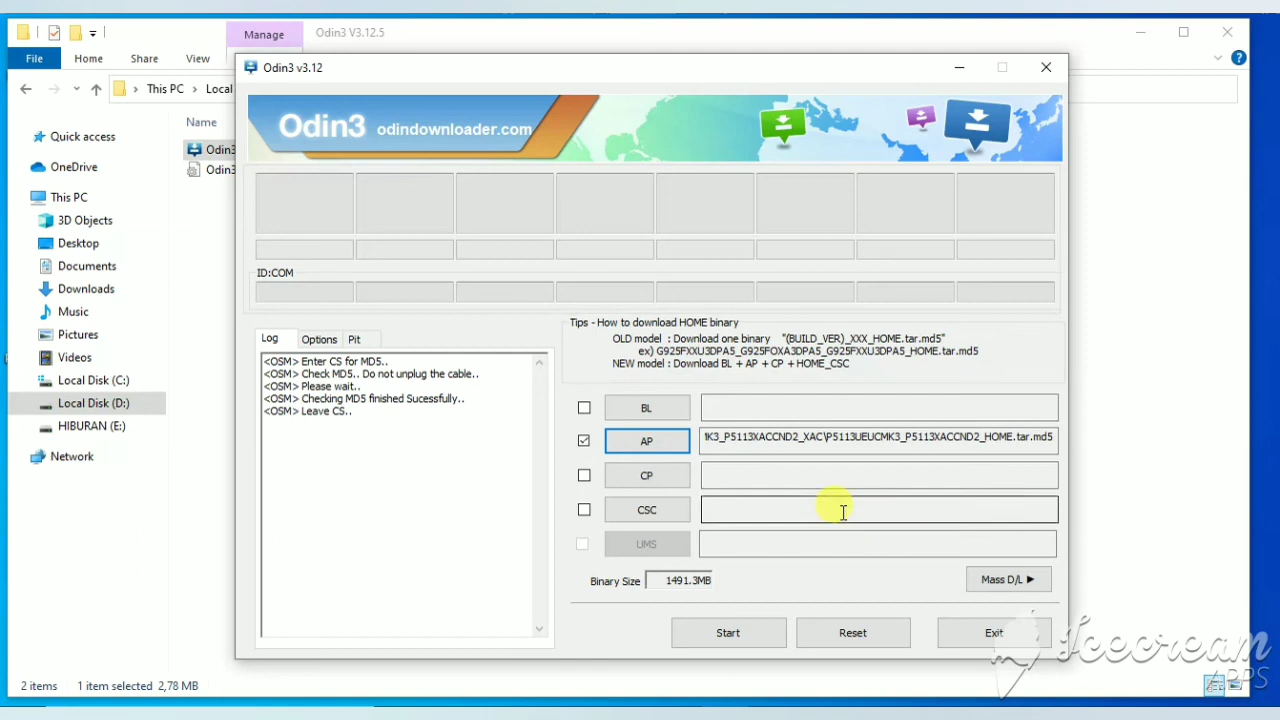 Manage
Odin3 V3.12.5
File
Home
Share
View
This PC
Local
Quick access
OneDrive
This PC
3D Objects
Desktop
Documents
Downloads
Music
Pictures
Videos
Local Disk (C:)
Local Disk (D:)
HIBURAN (E:)
Network
Name
Odin3
Odin3
2 items
1 item selected 2,78 MB
Odin3 v3.12
Odin3 odindownloader.com
ID:COM
Log
Options
Pit
<OSM> Enter CS for MD5..
<OSM> Check MD5.. Do not unplug the cable..
<OSM> Please wait..
<OSM> Checking MD5 finished Sucessfully..
<OSM> Leave CS..
Tips - How to download HOME binary
OLD model : Download one binary "(BUILD_VER)_XXX_HOME.tar.md5"
ex) G925FXXU3DPA5_G925FOXA3DPA5_G925FXXU3DPA5_HOME.tar.md5
NEW model : Download BL + AP + CP + HOME_CSC
BL
AP
K3_P5113XACCND2_XAC\P5113UEUCMK3_P5113XACCND2_HOME.tar.md5
CP
CSC
UMS
Binary Size 1491.3MB
Mass D/L
Start
Reset
Exit
Icecream
APPS